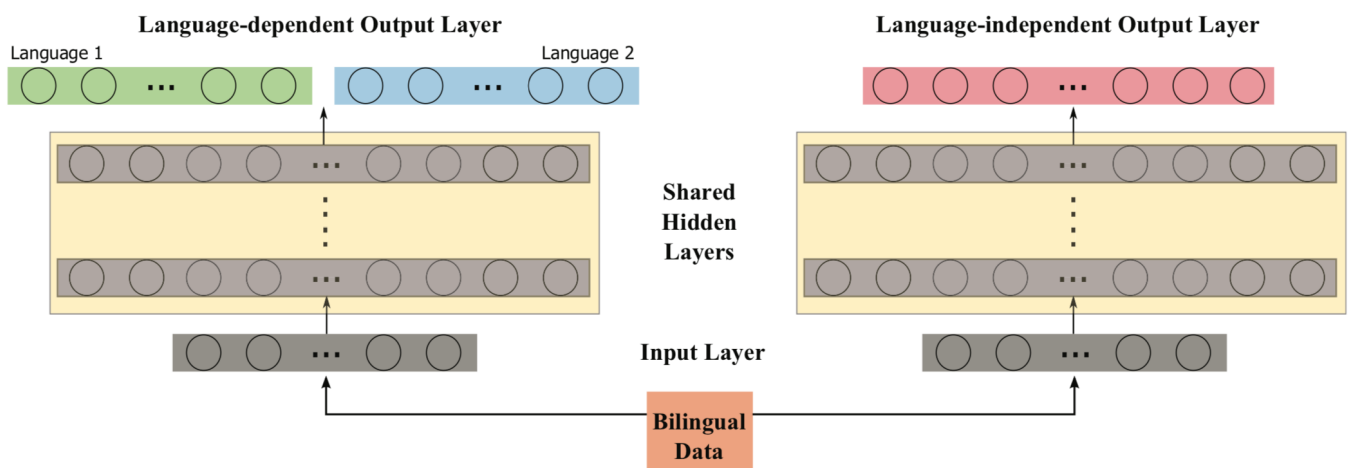 Language-dependent Output Layer
Language-independent Output Layer
Language 1
Language 2
Shared
Hidden
Layers
Input Layer
Bilingual
Data